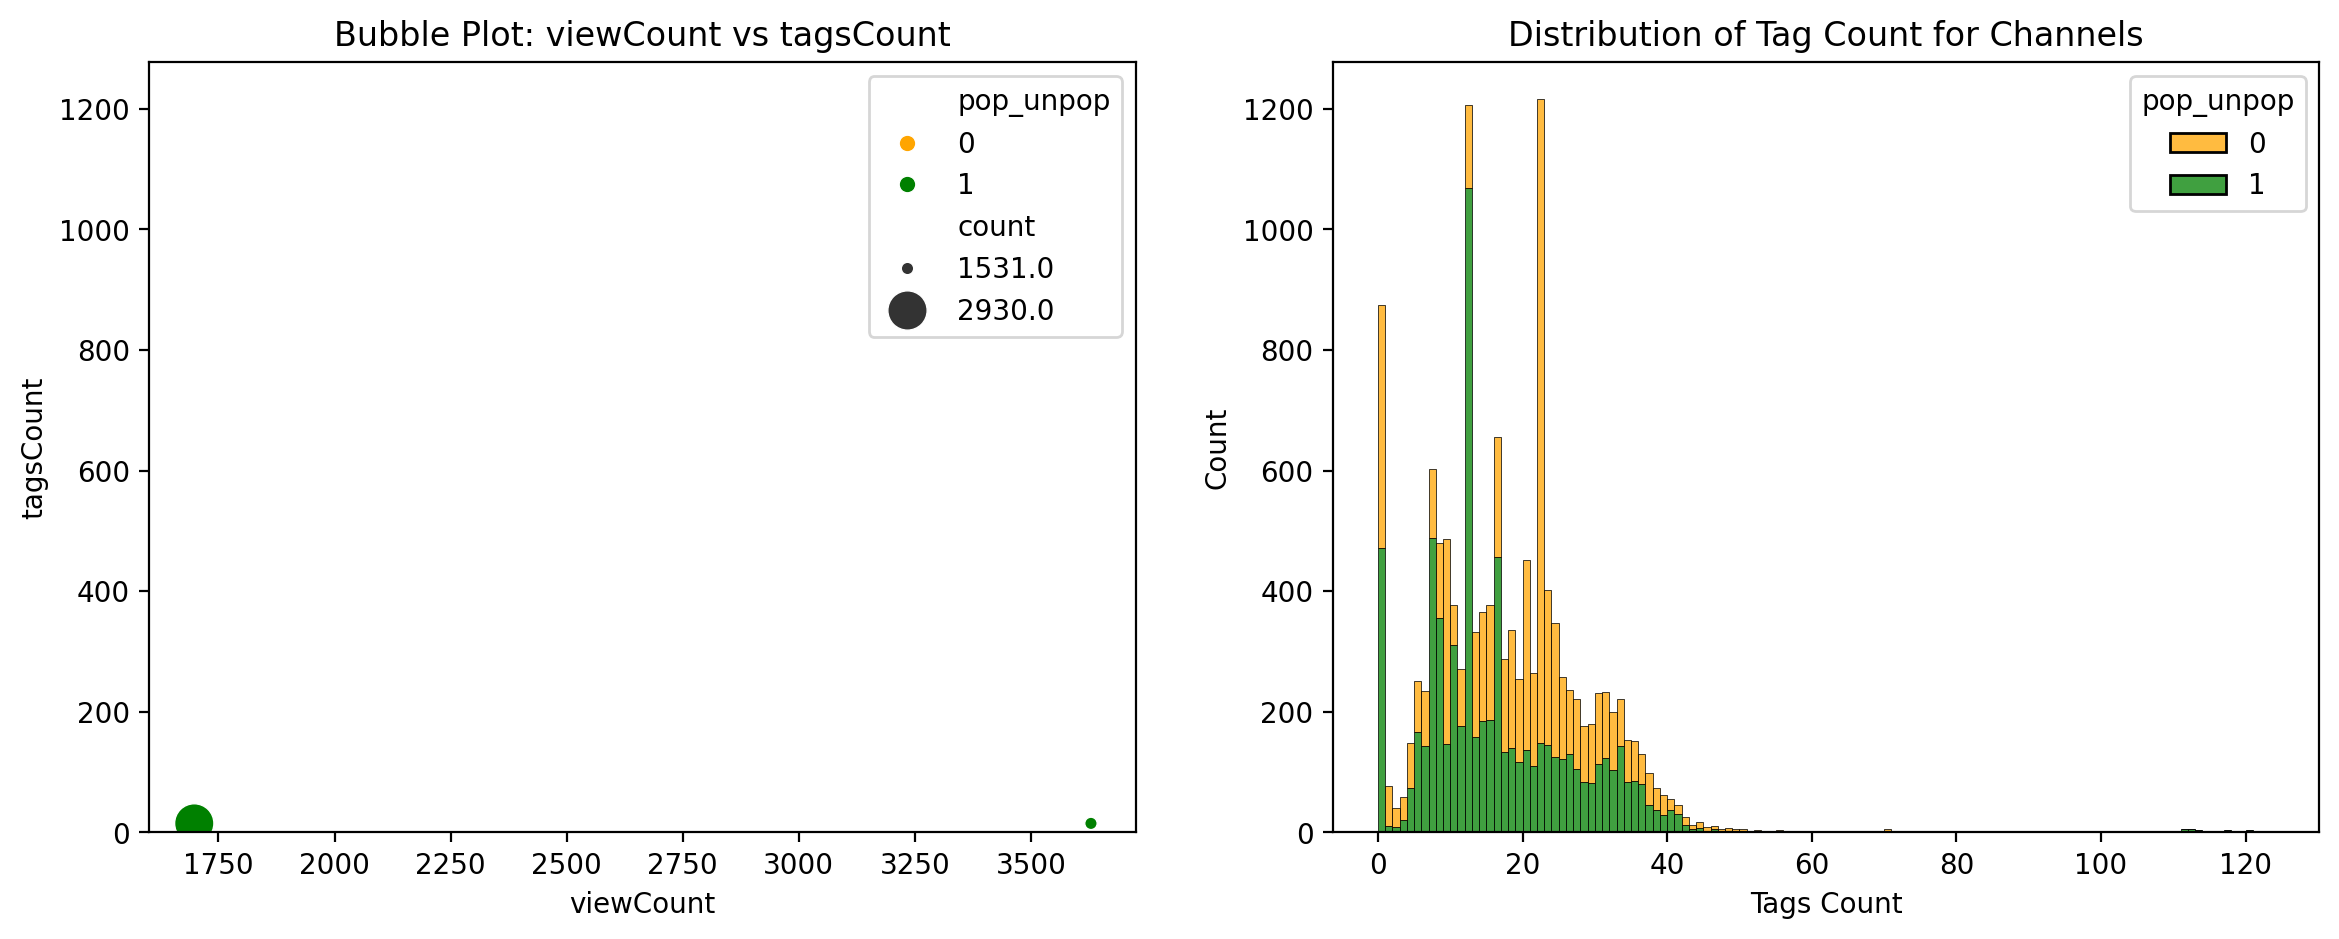 Bubble Plot: viewCount vs tagsCount
1200
1000
800
600
400
200
0
tagsCount
1750 2000 2250 2500 2750 3000 3250 3500
viewCount
pop_unpop
0
1
count
1531.0
2930.0
Distribution of Tag Count for Channels
1200
1000
800
600
400
200
0
Count
0 20 40 60 80 100 120
Tags Count
pop_unpop
0
1